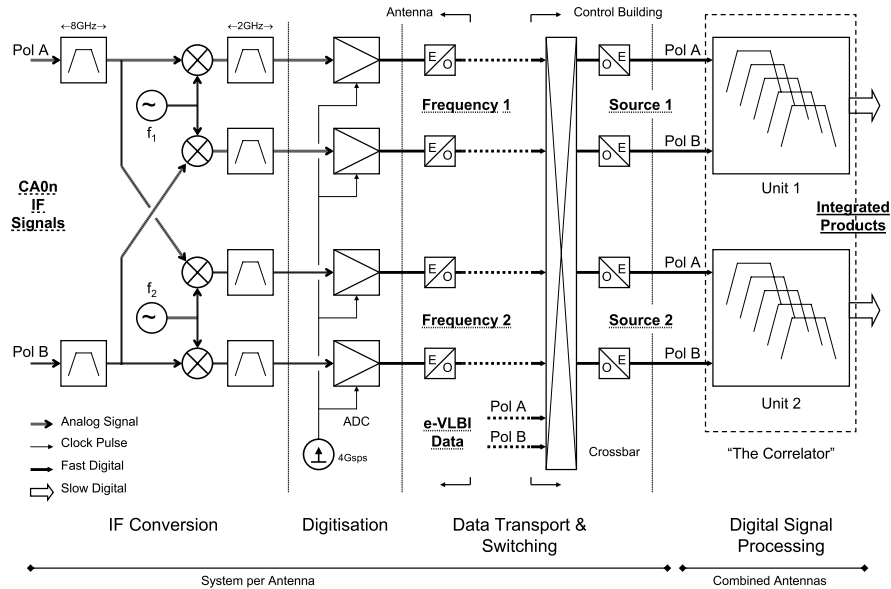 Antenna
Control Building
←8GHz→
←2GHz→
Pol A
E
O
O
E
Pol A
f1
Frequency 1
Source 1
E
O
O
E
Pol B
Unit 1
CA0n
IF
Signals
Integrated
Products
E
O
O
E
Pol A
f2
Frequency 2
Source 2
Pol B
E
O
O
E
Pol B
Unit 2
Pol A
e-VLBI
Data
Pol B
Analog Signal
Clock Pulse
Fast Digital
Slow Digital
ADC
4Gsps
Crossbar
“The Correlator”
IF Conversion
Digitisation
Data Transport &
Switching
Digital Signal
Processing
System per Antenna
Combined Antennas